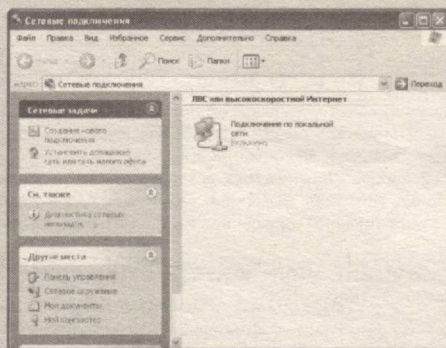 Сетевые подключения
Файл Правка Вид Избранное Сервис Дополнительно Справка
Поиск Папки
Сетевые подключения Переход
Сетевые задачи
Создание нового
подключения
Установить домашнюю
сеть или сеть малого офиса
См. также
Диагностика сетевых
неполадок
Другие места
Панель управления
Сетевое окружение
Мои документы
Мой компьютер
ЛВС или высокоскоростной Интернет
Подключение по локальной
сети